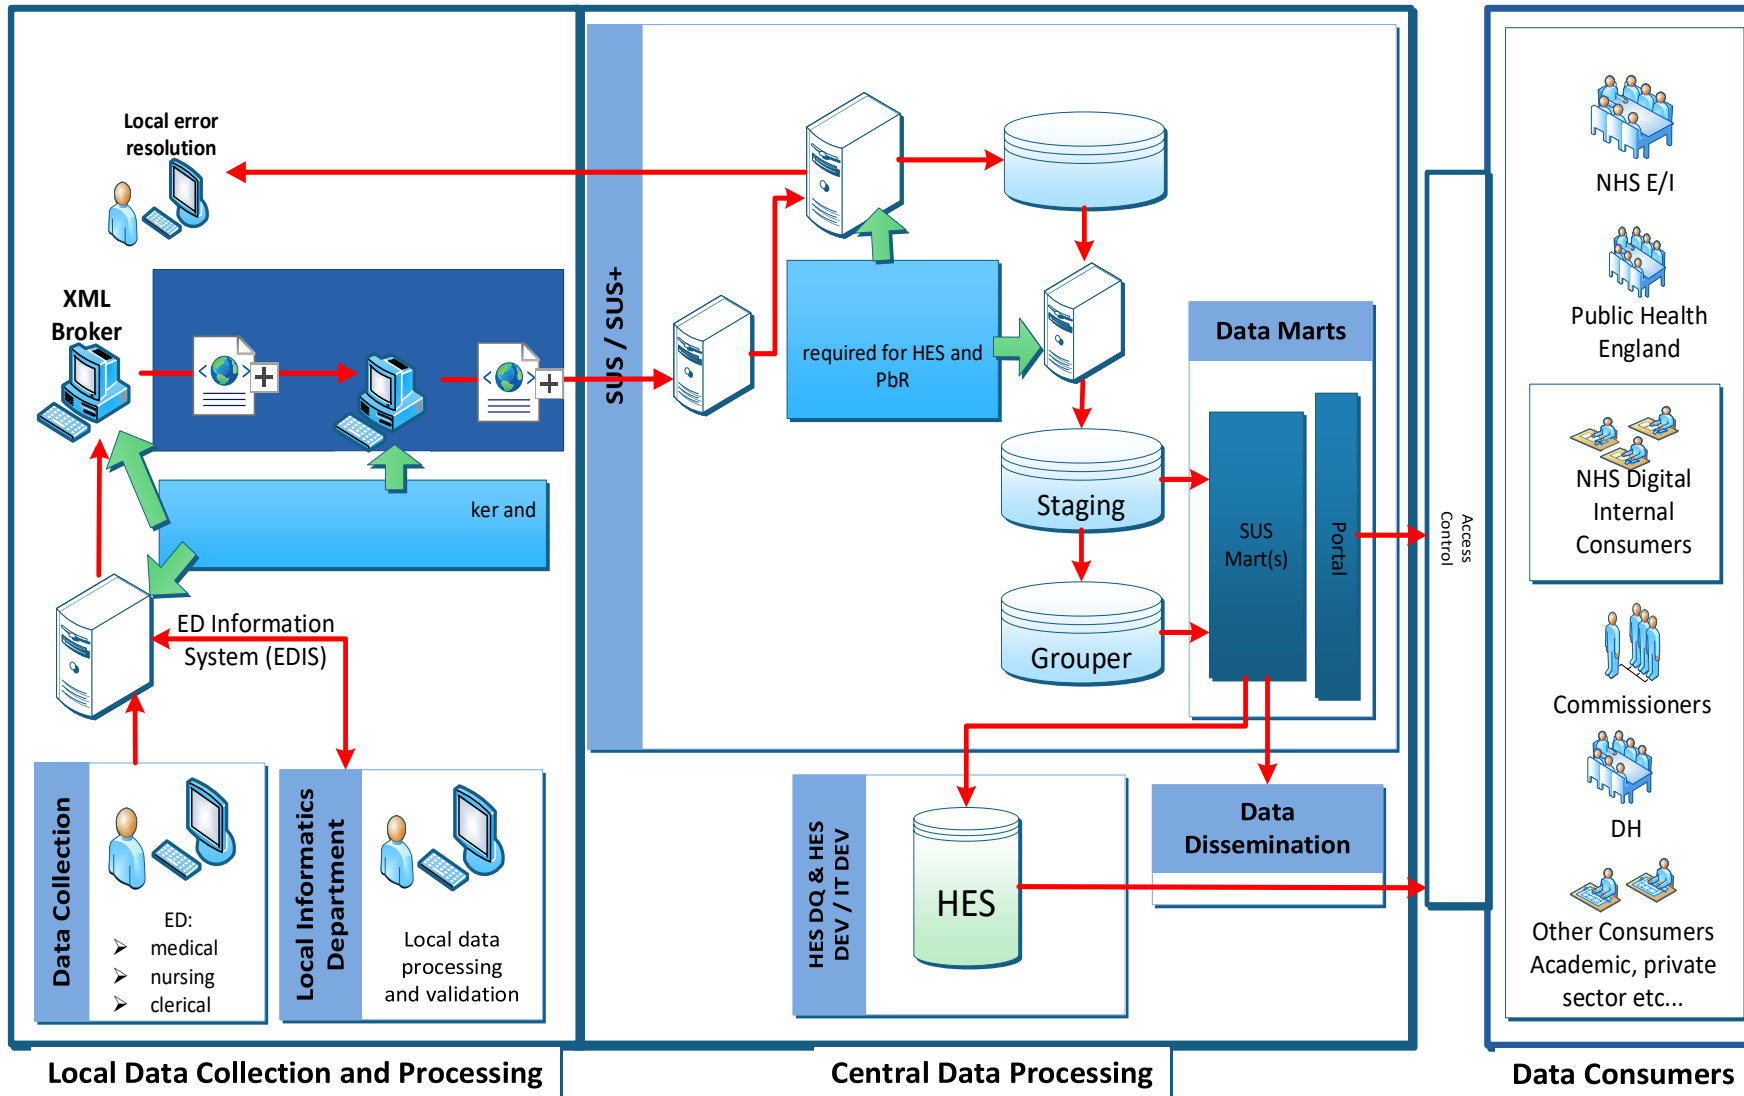 Local error
resolution
XML
Broker
ker and
ED Information
System (EDIS)
Data Collection
ED:
medical
nursing
clerical
Local Informatics
Department
Local data
processing
and validation
Local Data Collection and Processing
SUS / SUS+
required for HES and
PbR
Staging
Grouper
Data Marts
SUS
Mart(s)
Portal
HES DQ & HES
DEV / IT DEV
HES
Data
Dissemination
Central Data Processing
Access
Control
NHS E/I
Public Health
England
NHS Digital
Internal
Consumers
Commissioners
DH
Other Consumers
Academic, private
sector etc...
Data Consumers